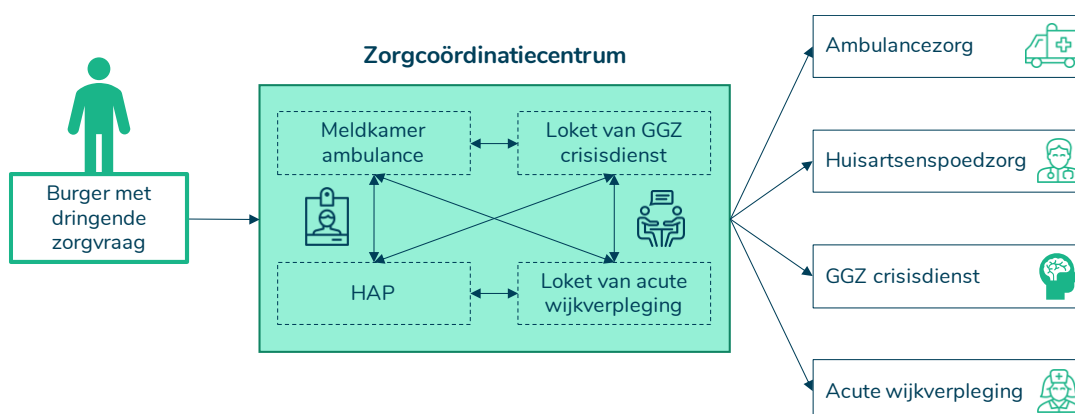 Zorgcoördinatiecentrum
Burger met
dringende
zorgvraag
Meldkamer
ambulance
Loket van GGZ
crisisdienst
HAP
Loket van acute
wijkverpleging
Ambulancezorg
Huisartsenspoedzorg
GGZ crisisdienst
Acute wijkverpleging